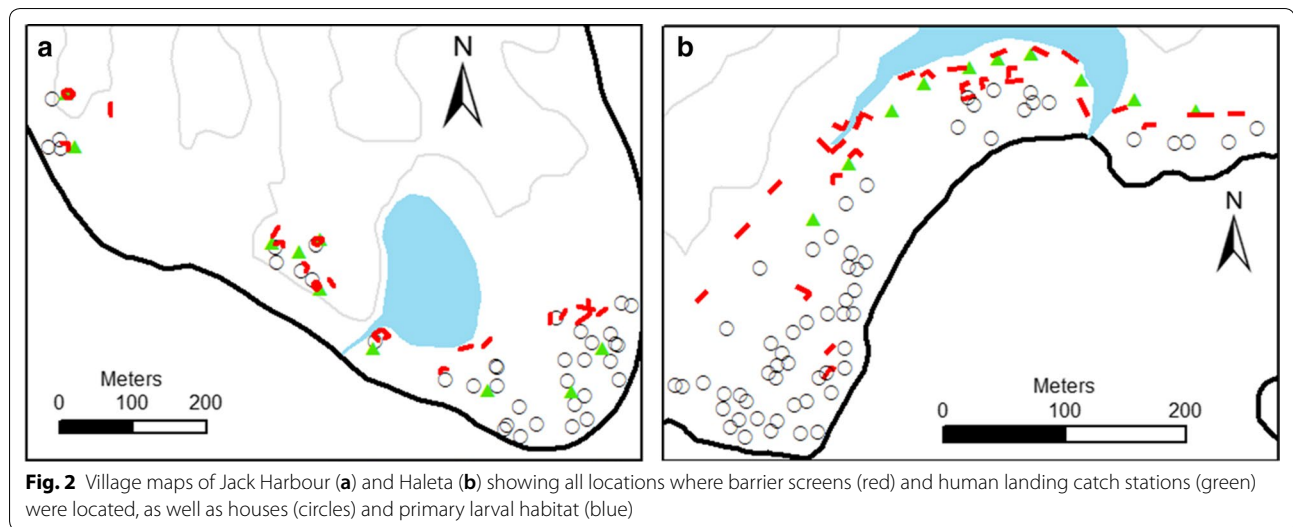 a
N
Meters
0 100 200
b
N
Meters
0 100 200
Fig. 2 Village maps of Jack Harbour (a) and Haleta (b) showing all locations where barrier screens (red) and human landing catch stations (green)
were located, as well as houses (circles) and primary larval habitat (blue)